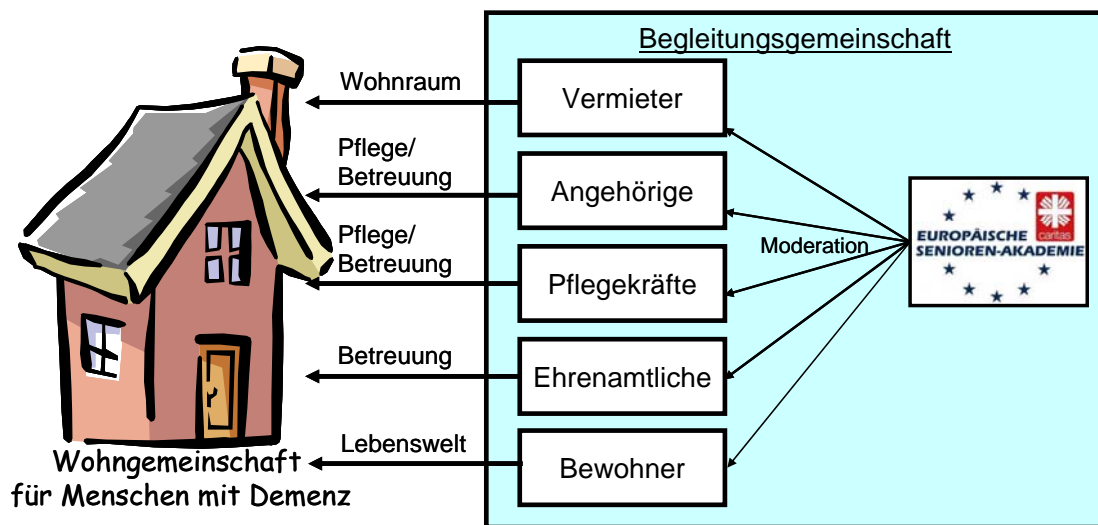 Begleitungsgemeinschaft
Wohnraum
Vermieter
Pflege/
Betreuung
Angehörige
Pflege/
Betreuung
Pflegekräfte
Moderation
caritas
EUROPÄISCHE
SENIOREN-AKADEMIE
Betreuung
Ehrenamtliche
Lebenswelt
Bewohner
Wohngemeinschaft
für Menschen mit Demenz